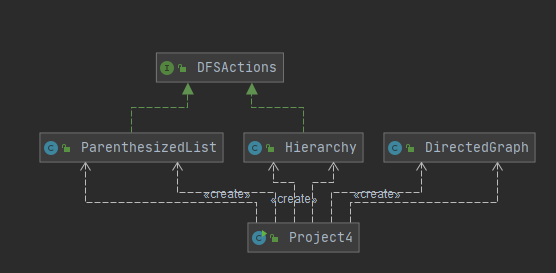 I DFSActions
C ParenthesizedList
C Hierarchy
C DirectedGraph
«create»
«create»
«create»
C Project4